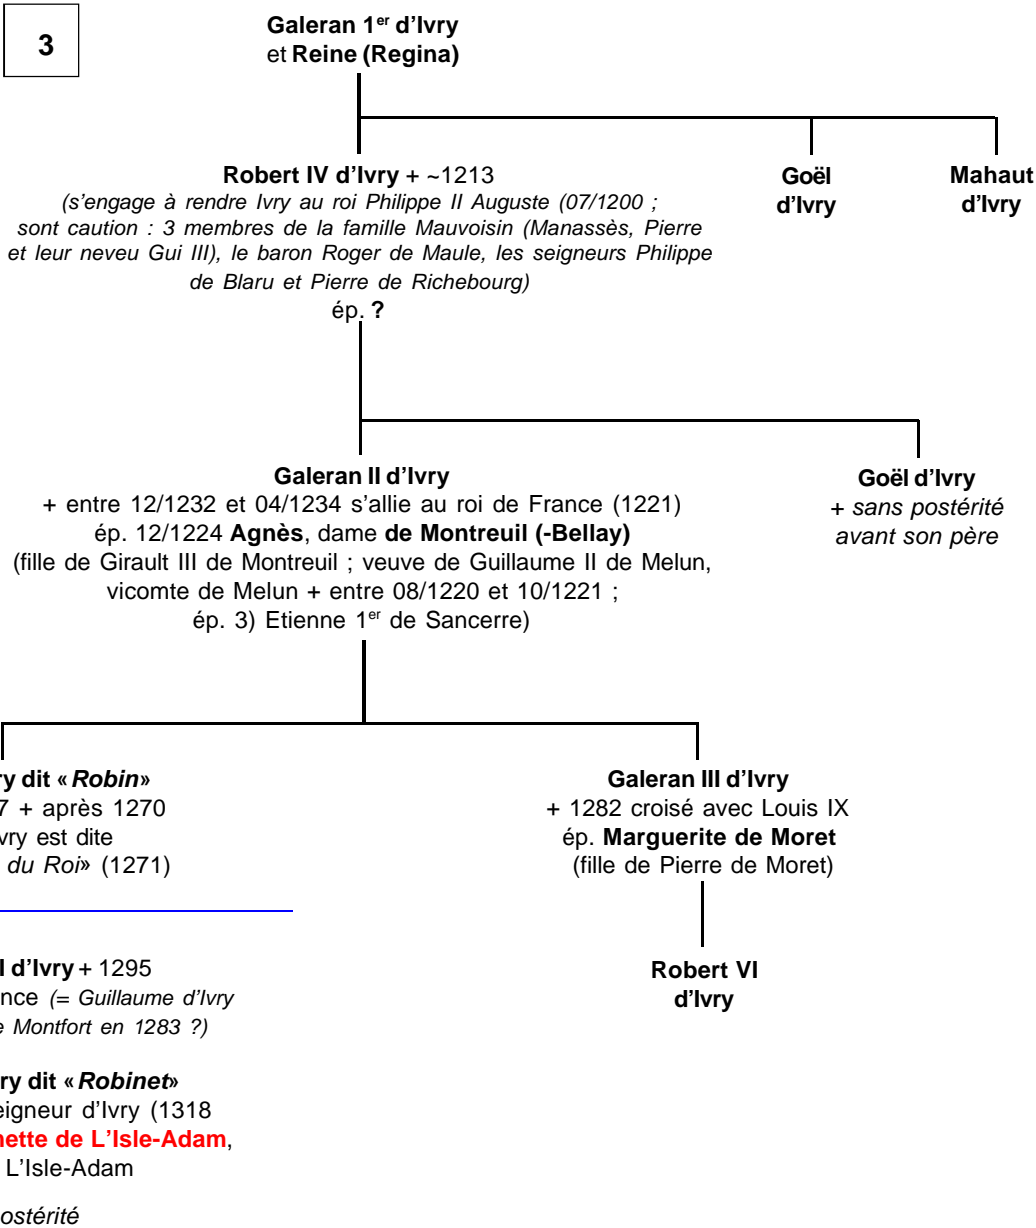 3
Galeran 1er d'Ivry
et Reine (Regina)
Robert IV d'Ivry + ~1213
(s'engage à rendre Ivry au roi Philippe II Auguste (07/1200 ;
sont caution : 3 membres de la famille Mauvoisin (Manassès, Pierre
et leur neveu Gui III), le baron Roger de Maule, les seigneurs Philippe
de Blaru et Pierre de Richebourg)
ép. ?
Goël
d'Ivry
Mahaut
d'Ivry
Galeran II d'Ivry
+ entre 12/1232 et 04/1234 s'allie au roi de France (1221)
ép. 12/1224 Agnès, dame de Montreuil (-Bellay)
(fille de Girault III de Montreuil ; veuve de Guillaume II de Melun,
vicomte de Melun + entre 08/1220 et 10/1221 ;
ép. 3) Etienne 1er de Sancerre)
Goël d'Ivry
+ sans postérité
avant son père
ry dit «Robin»
7 + après 1270
vry est dite
du Roi» (1271)
Galeran III d'Ivry
+ 1282 croisé avec Louis IX
ép. Marguerite de Moret
(fille de Pierre de Moret)
I d'Ivry + 1295
nce (= Guillaume d'Ivry
e Montfort en 1283 ?)
Robert VI
d'Ivry
ry dit «Robinet»
eigneur d'Ivry (1318
nette de L'Isle-Adam,
L'Isle-Adam
ostérité